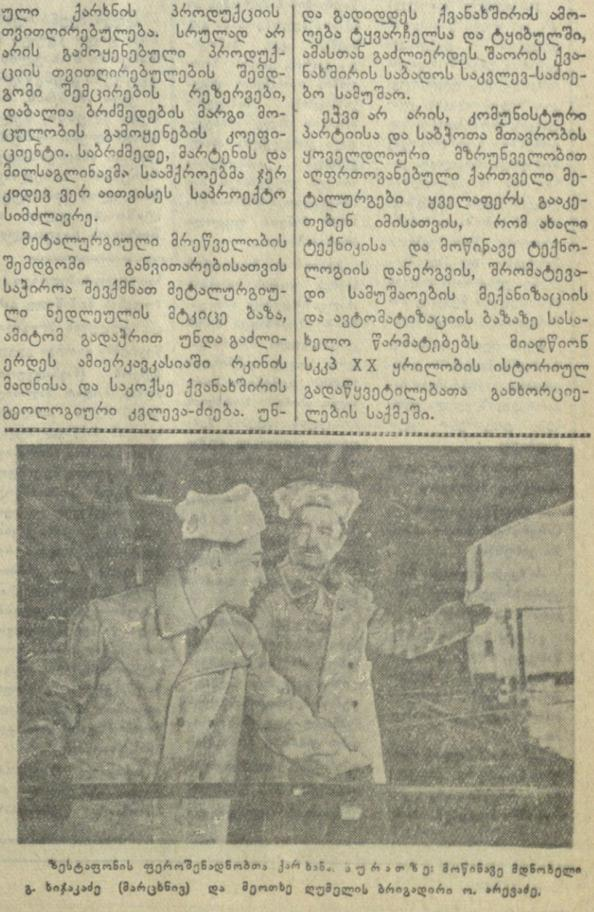 ული ქარხნის პროდუქციის
თვითღირებულება. სრულად არ
არის გამოყენებული პროდუქ-
ციის თვითღირებულების შემდ-
გომი შემცირების რეზერვები,
დაბალია ბრძმედების მარგი მო-
ცულობის გამოყენების კოეფი-
ციენტი. საბრძმედე, მარტენის და
მილსაგლინავმა საამქროებმა ჯერ
კიდევ ვერ აითვისეს საპროექტო
სიმძლავრე.
მეტალურგიული მრეწველობის
შემდგომი განვითარებისათვის
საჭიროა შევქმნათ მეტალურგიუ-
ლი ნედლეულის მტკიცე ბაზა,
ამიტომ გადაჭრით უნდა გაძლი-
ერდეს ამიერკავკასიაში რკინის
მადნისა და საკოქსე ქვანახშირის
გეოლოგიური კვლევა-ძიება. უნ-
და გადიდდეს ქვანახშირის ამო-
ღება ტყვარჩელსა და ტყიბულში,
ამასთან გაძლიერდეს შაორის ქვა-
ნახშირის საბადოს საკვლევ-საძიე-
ბო სამუშაო.
ეჭვი არ არის, კომუნისტური
პარტიისა და საბჭოთა მთავრობის
ყოველდღიური მზრუნველობით
აღფრთოვანებული ქართველი მე-
ტალურგები ყველაფერს გააკე-
თებენ იმისათვის, რომ ახალი
ტექნიკისა და მოწინავე ტექნო-
ლოგიის დანერგვის, შრომატევა-
დი სამუშაოების მექანიზაციის
და ავტომატიზაციის ბაზაზე სასა-
ხელო წარმატებებს მიაღწიონ
სკკპ XX ყრილობის ისტორიულ
გადაწყვეტილებათა განხორციე-
ლების საქმეში.
ზესტაფონის ფეროშენადნობთა ქარხანა. სურათზე: მოწინავე მდნობელი
გ. (მარცხნივ) და მეოთხე ღუმელის ბრიგადირი ო. არევაძე.